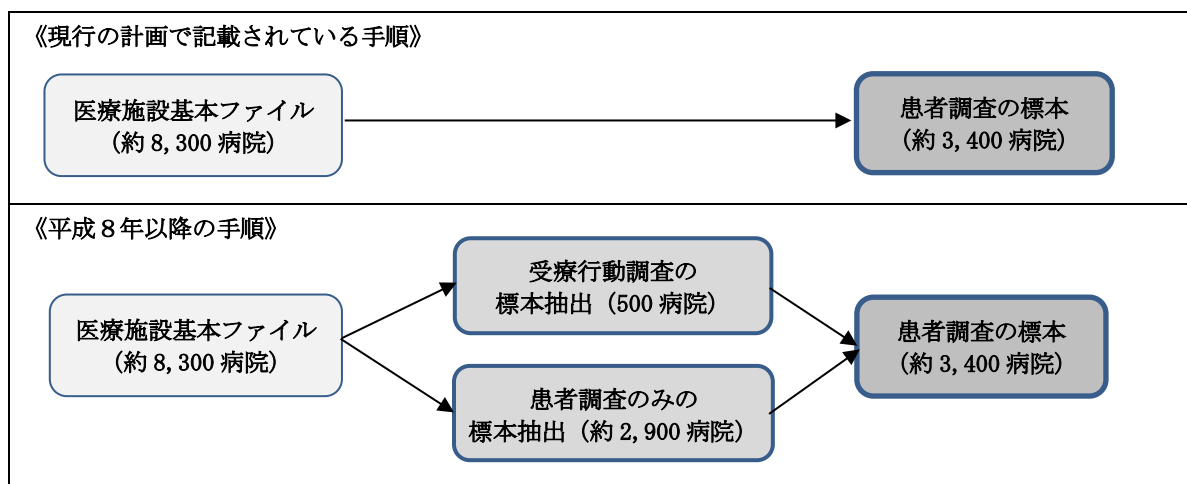 《現行の計画で記載されている手順》
医療施設基本ファイル
(約 8,300 病院)
患者調査の標本
(約 3,400 病院)
《平成８年以降の手順》
医療施設基本ファイル
(約 8,300 病院)
受療行動調査の
標本抽出（500 病院）
患者調査のみの
標本抽出（約 2,900 病院）
患者調査の標本
(約 3,400 病院)